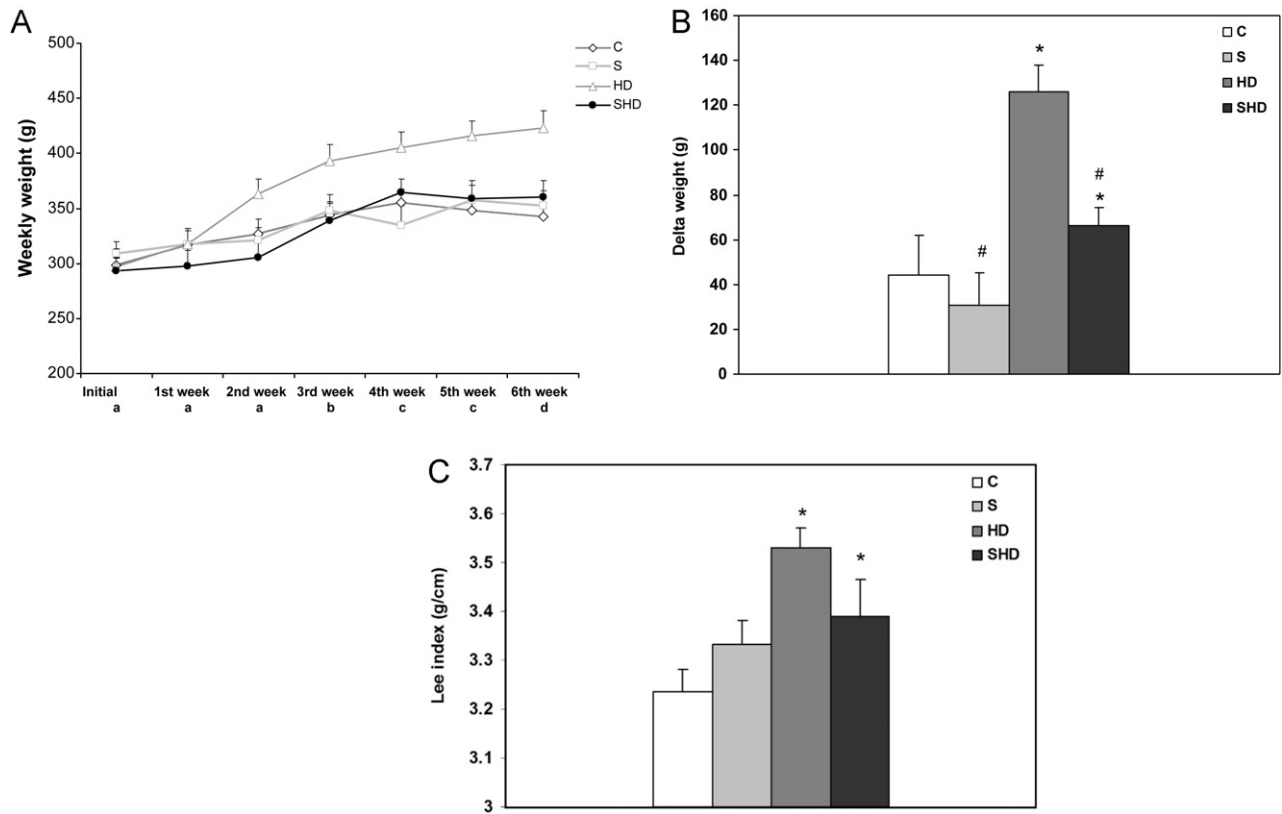 A
Weekly weight (g)
500
450
400
350
300
250
200
Initial 1st week 2nd week 3rd week 4th week 5th week 6th week
a a a b c c d
C
S
HD
SHD
B
Delta weight (g)
160
140
120
100
80
60
40
20
0
#
*
#
*
C
S
HD
SHD
C
Lee index (g/cm)
3.7
3.6
3.5
3.4
3.3
3.2
3.1
3
*
*
C
S
HD
SHD